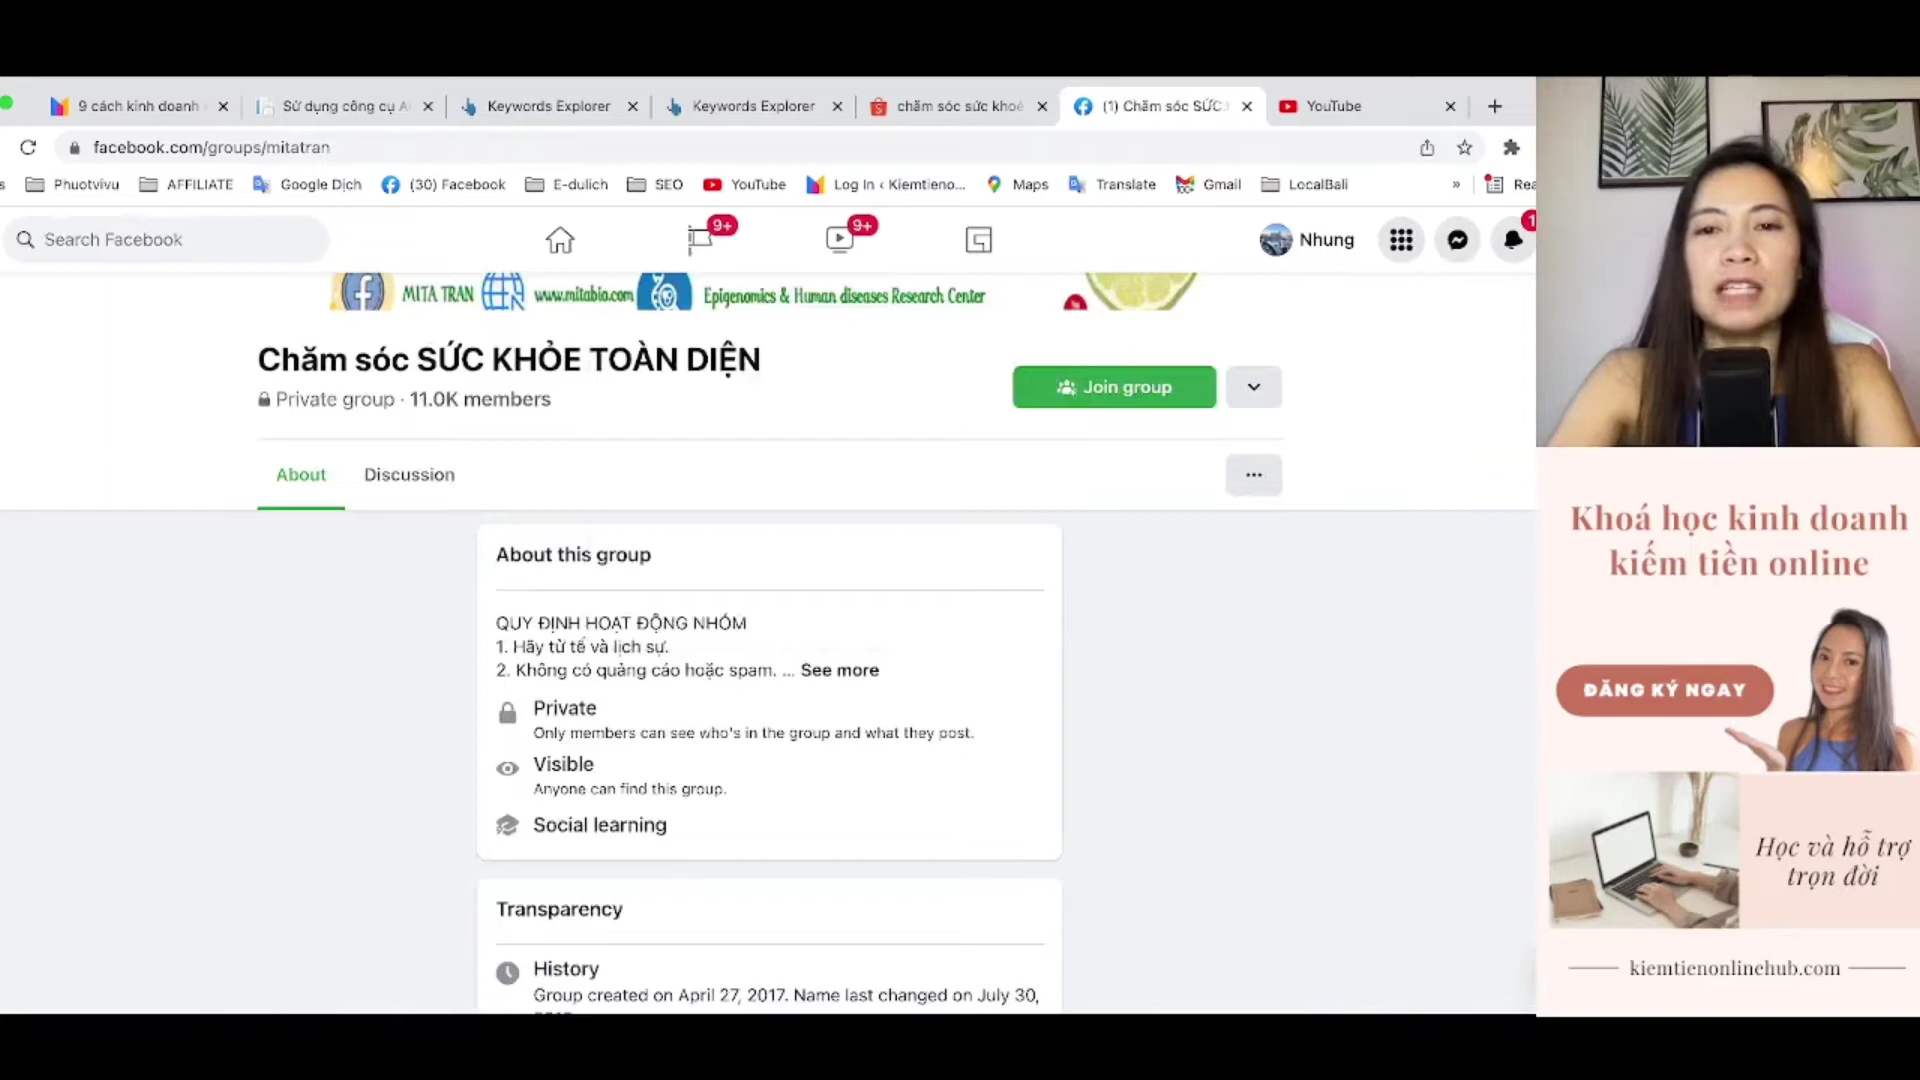 9 cách kinh doanh
Sử dụng công cụ AI
Keywords Explorer
Keywords Explorer
chăm sóc sức khoẻ
(1) Chăm sóc SỨC
YouTube
facebook.com/groups/mitatran
Phuotvivu
AFFILIATE
Google Dịch
(30) Facebook
E-dulich
SEO
YouTube
Log In ‹ Kiemtieno...
Maps
Translate
Gmail
LocalBali
»
Rea
Search Facebook
9+
9+
Nhung
1
MITA TRAN
www.mitabio.com
Epigenomics & Human diseases Research Center
Chăm sóc SỨC KHỎE TOÀN DIỆN
Private group · 11.0K members
Join group
About
Discussion
About this group
QUY ĐỊNH HOẠT ĐỘNG NHÓM
1. Hãy tử tế và lịch sự.
2. Không có quảng cáo hoặc spam. ... See more
Private
Only members can see who's in the group and what they post.
Visible
Anyone can find this group.
Social learning
Transparency
History
Group created on April 27, 2017. Name last changed on July 30,
Khoá học kinh doanh
kiếm tiền online
ĐĂNG KÝ NGAY
Học và hỗ trợ
trọn đời
kiemtienonlinehub.com